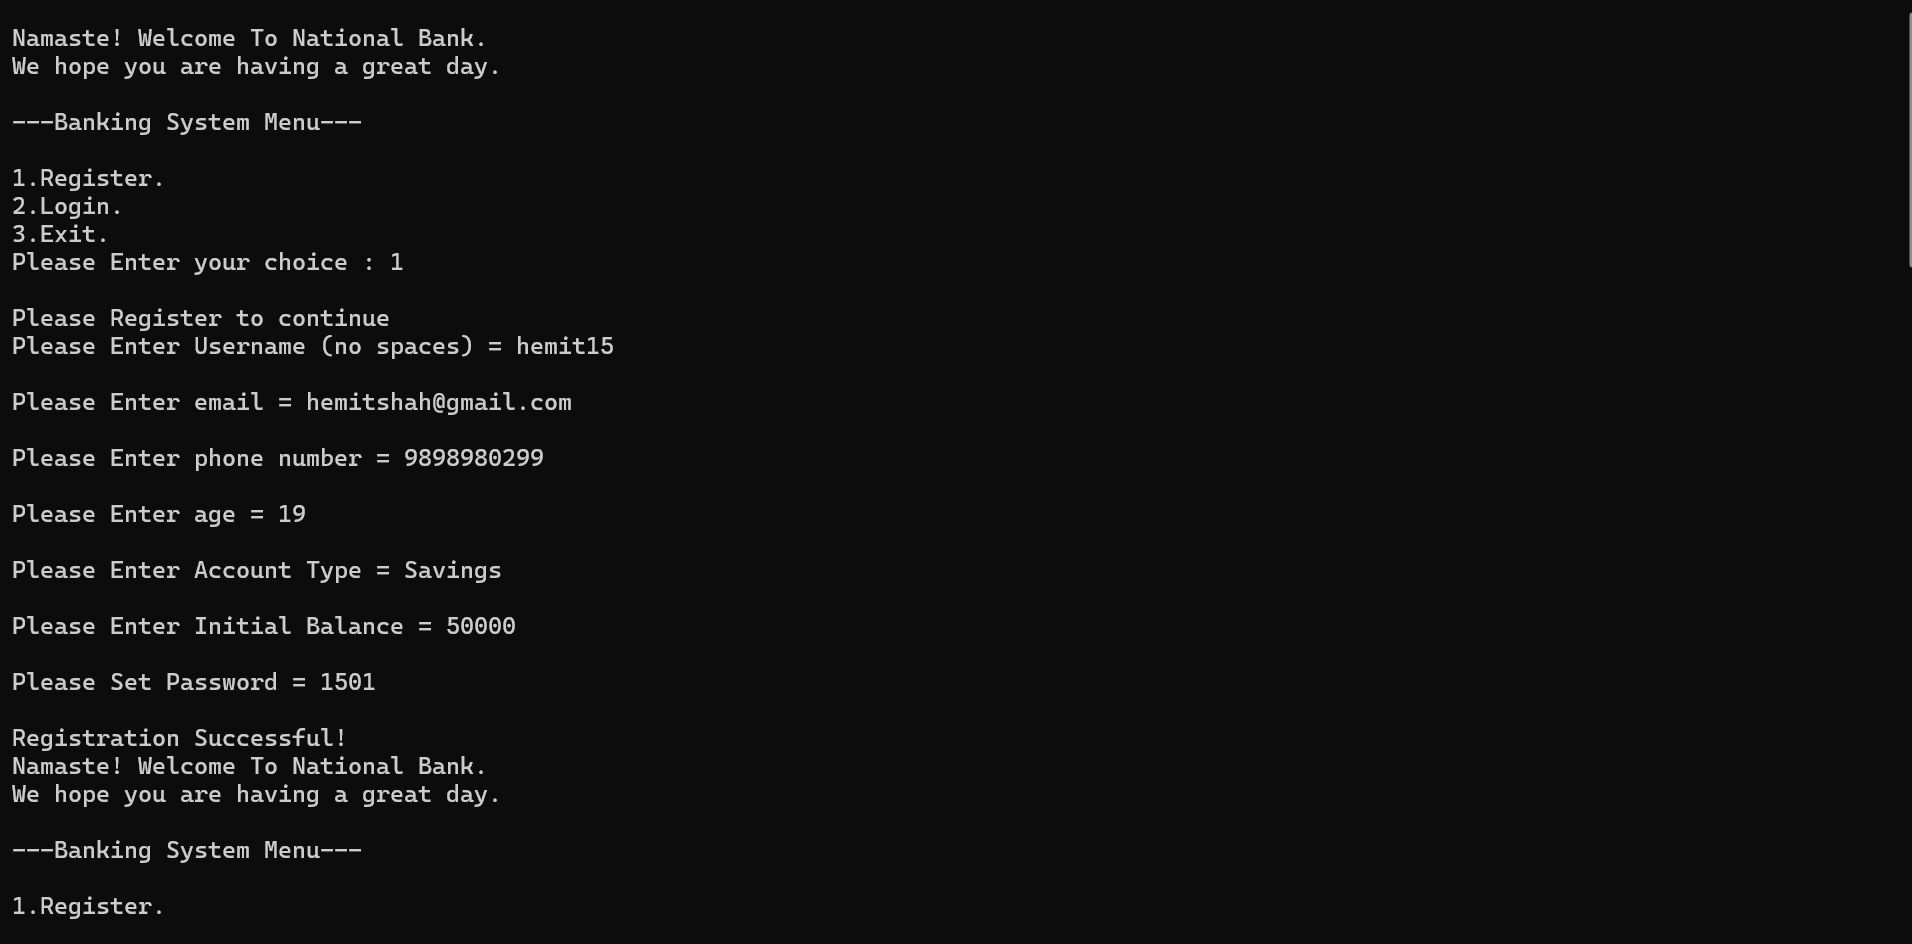 Namaste! Welcome To National Bank.
We hope you are having a great day.
---Banking System Menu---
1.Register.
2.Login.
3.Exit.
Please Enter your choice : 1
Please Register to continue
Please Enter Username (no spaces) = hemit15
Please Enter email = hemitshah@gmail.com
Please Enter phone number = 9898980299
Please Enter age = 19
Please Enter Account Type = Savings
Please Enter Initial Balance = 50000
Please Set Password = 1501
Registration Successful!
Namaste! Welcome To National Bank.
We hope you are having a great day.
---Banking System Menu---
1.Register.